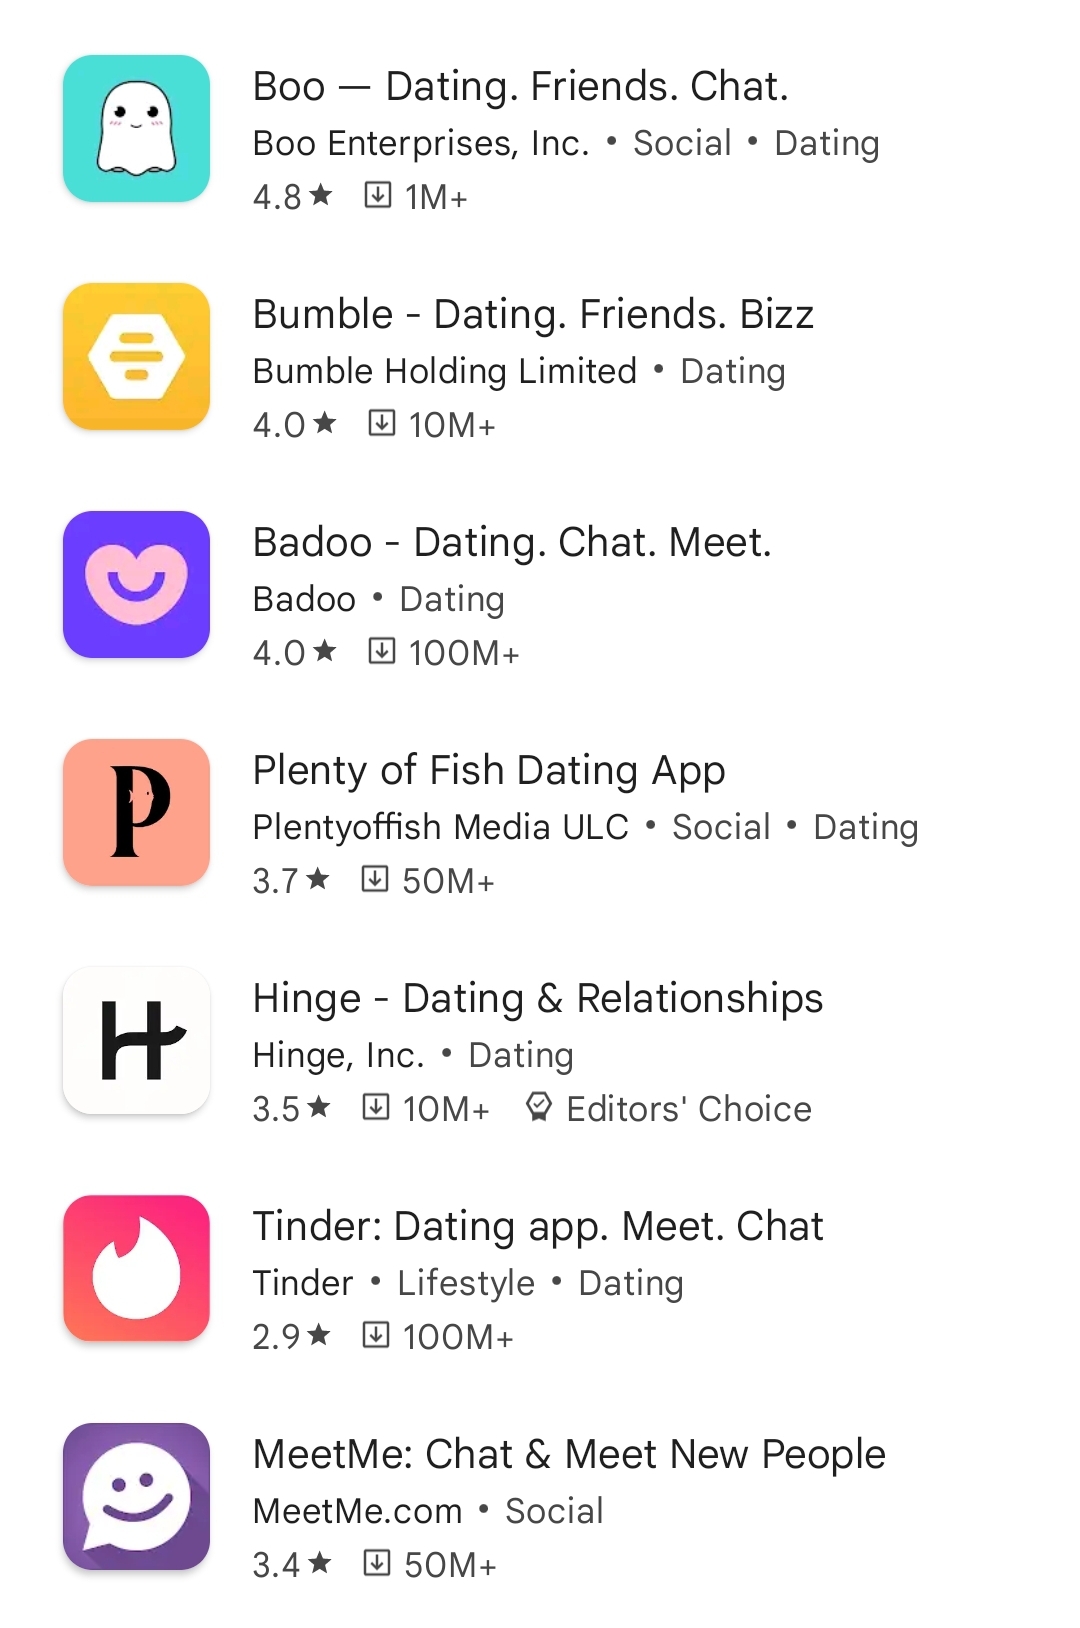 Boo — Dating. Friends. Chat.
Boo Enterprises, Inc. • Social • Dating
4.8★ 1M+
Bumble - Dating. Friends. Bizz
Bumble Holding Limited • Dating
4.0★ 10M+
Badoo - Dating. Chat. Meet.
Badoo • Dating
4.0★ 100M+
P
Plenty of Fish Dating App
Plentyoffish Media ULC • Social • Dating
3.7★ 50M+
H
Hinge - Dating & Relationships
Hinge, Inc. • Dating
3.5★ 10M+ Editors' Choice
Tinder: Dating app. Meet. Chat
Tinder • Lifestyle • Dating
2.9★ 100M+
MeetMe: Chat & Meet New People
MeetMe.com • Social
3.4★ 50M+